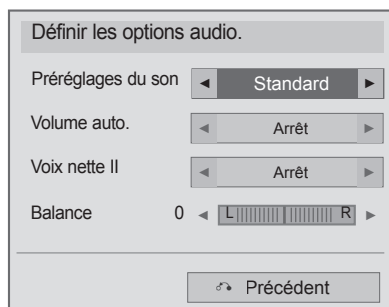 Définir les options audio.
Préréglages du son ◄ Standard ►
Volume auto. ◄ Arrêt ►
Voix nette II ◄ Arrêt ►
Balance 0 ◄ L R ►
Précédent